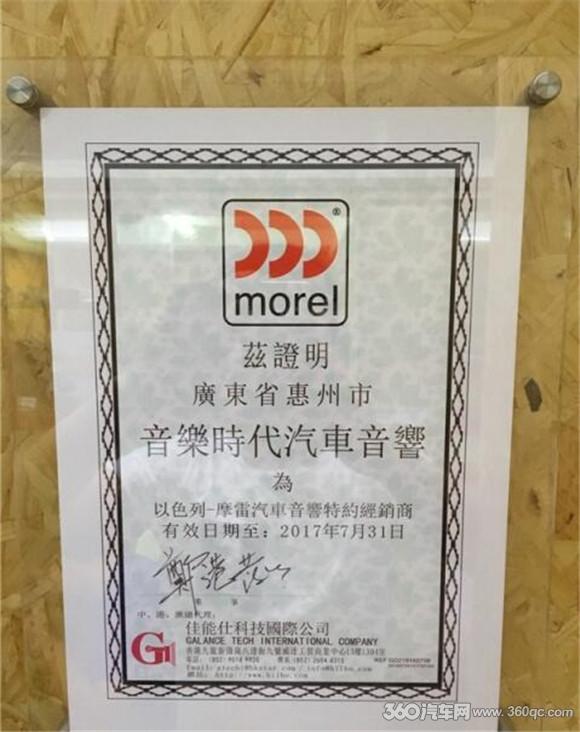 ®
morel
茲證明
廣東省惠州市
音樂時代汽車音響
為
以色列-摩雷汽車音響特約經銷商
有效日期至：2017年7月31日
董 事
中、港、澳總代理：
佳能仕科技國際公司
GALANCE TECH INTERNATIONAL COMPANY
360汽车网 www.360qc.com